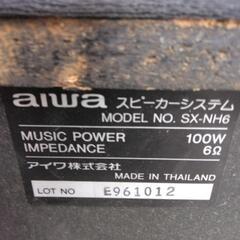 aiwa スピーカーシステム
MODEL NO. SX-NH6
MUSIC POWER 100W
IMPEDANCE 6Ω
アイワ株式会社
MADE IN THAILAND
LOT NO E961012